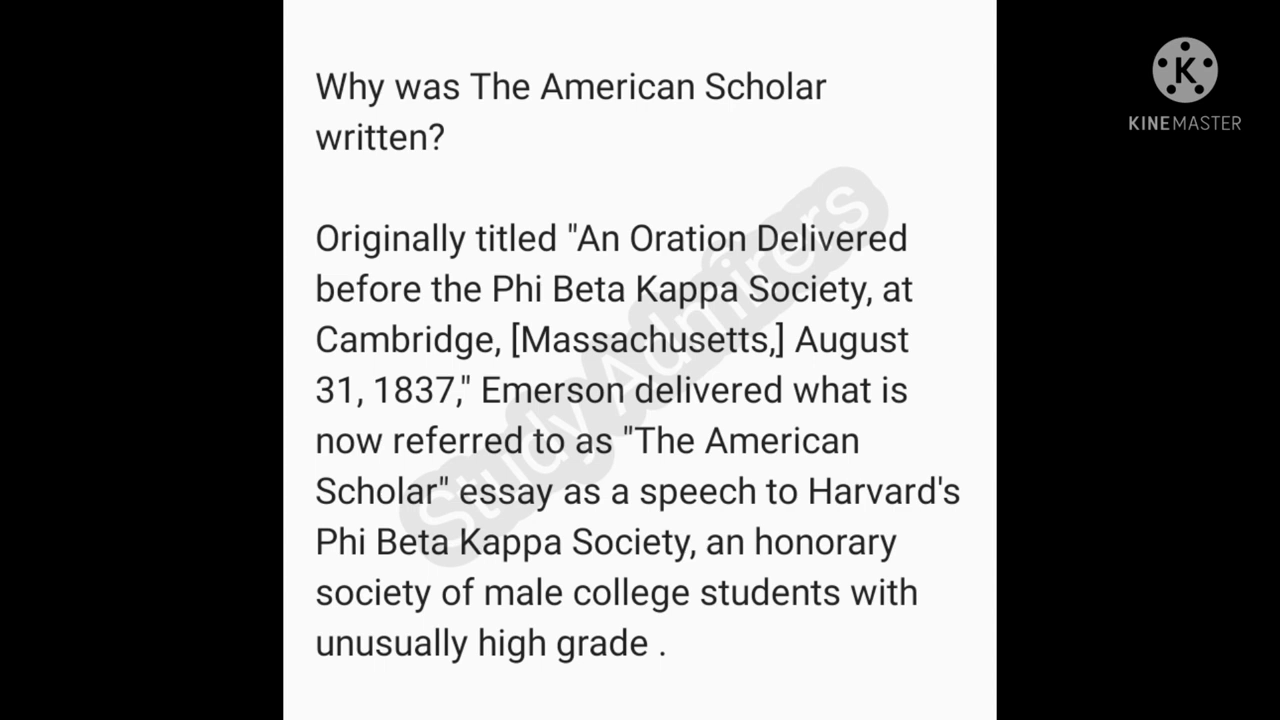 Why was The American Scholar
written?
Originally titled "An Oration Delivered
before the Phi Beta Kappa Society, at
Cambridge, [Massachusetts,] August
31, 1837," Emerson delivered what is
now referred to as "The American
Scholar" essay as a speech to Harvard's
Phi Beta Kappa Society, an honorary
society of male college students with
unusually high grade .
Study Admirers
K
KINEMASTER